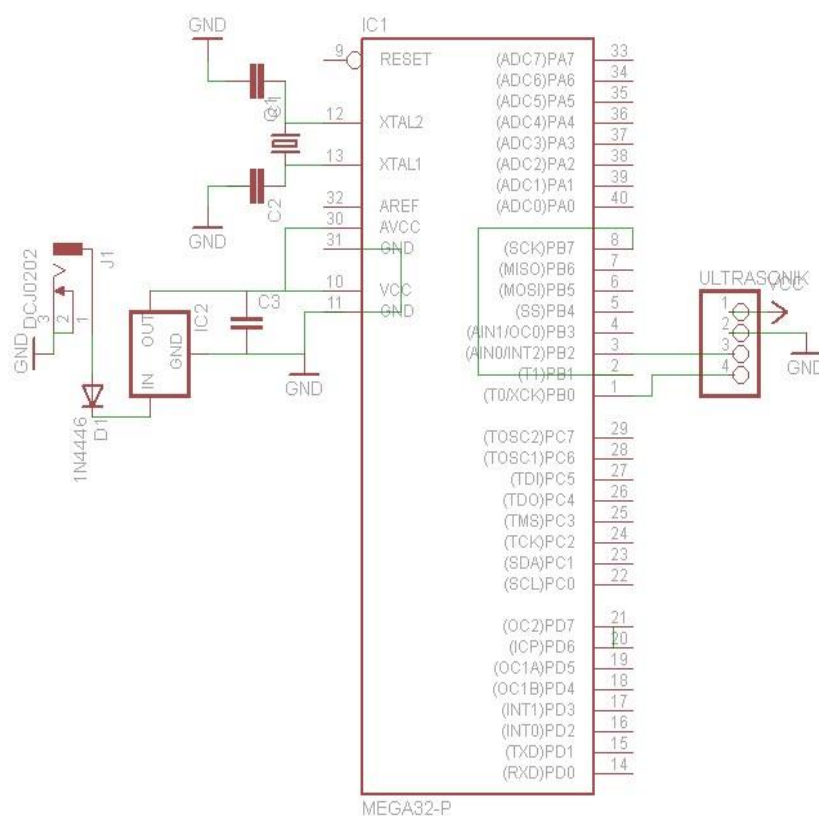 GND
IC1
9
RESET
12
XTAL2
13
XTAL1
C2
GND
32
AREF
30
AVCC
31
GND
10
VCC
11
GND
C3
GND
J1
DCJ0202
3
2
1
GND
OUT
GND
IN
IC2
1N4446
D1
(ADC7)PA7 33
(ADC6)PA6 34
(ADC5)PA5 35
(ADC4)PA4 36
(ADC3)PA3 37
(ADC2)PA2 38
(ADC1)PA1 39
(ADC0)PA0 40
(SCK)PB7 8
(MISO)PB6 7
(MOSI)PB5 6
(SS)PB4 5
(AIN1/OC0)PB3 4
(AIN0/INT2)PB2 3
(T1)PB1 2
(T0/XCK)PB0 1
(TOSC2)PC7 29
(TOSC1)PC6 28
(TDI)PC5 27
(TDO)PC4 26
(TMS)PC3 25
(TCK)PC2 24
(SDA)PC1 23
(SCL)PC0 22
(OC2)PD7 21
(ICP)PD6 20
(OC1A)PD5 19
(OC1B)PD4 18
(INT1)PD3 17
(INT0)PD2 16
(TXD)PD1 15
(RXD)PD0 14
ULTRASONIK
VCC
1
2
3
4
GND
MEGA32-P